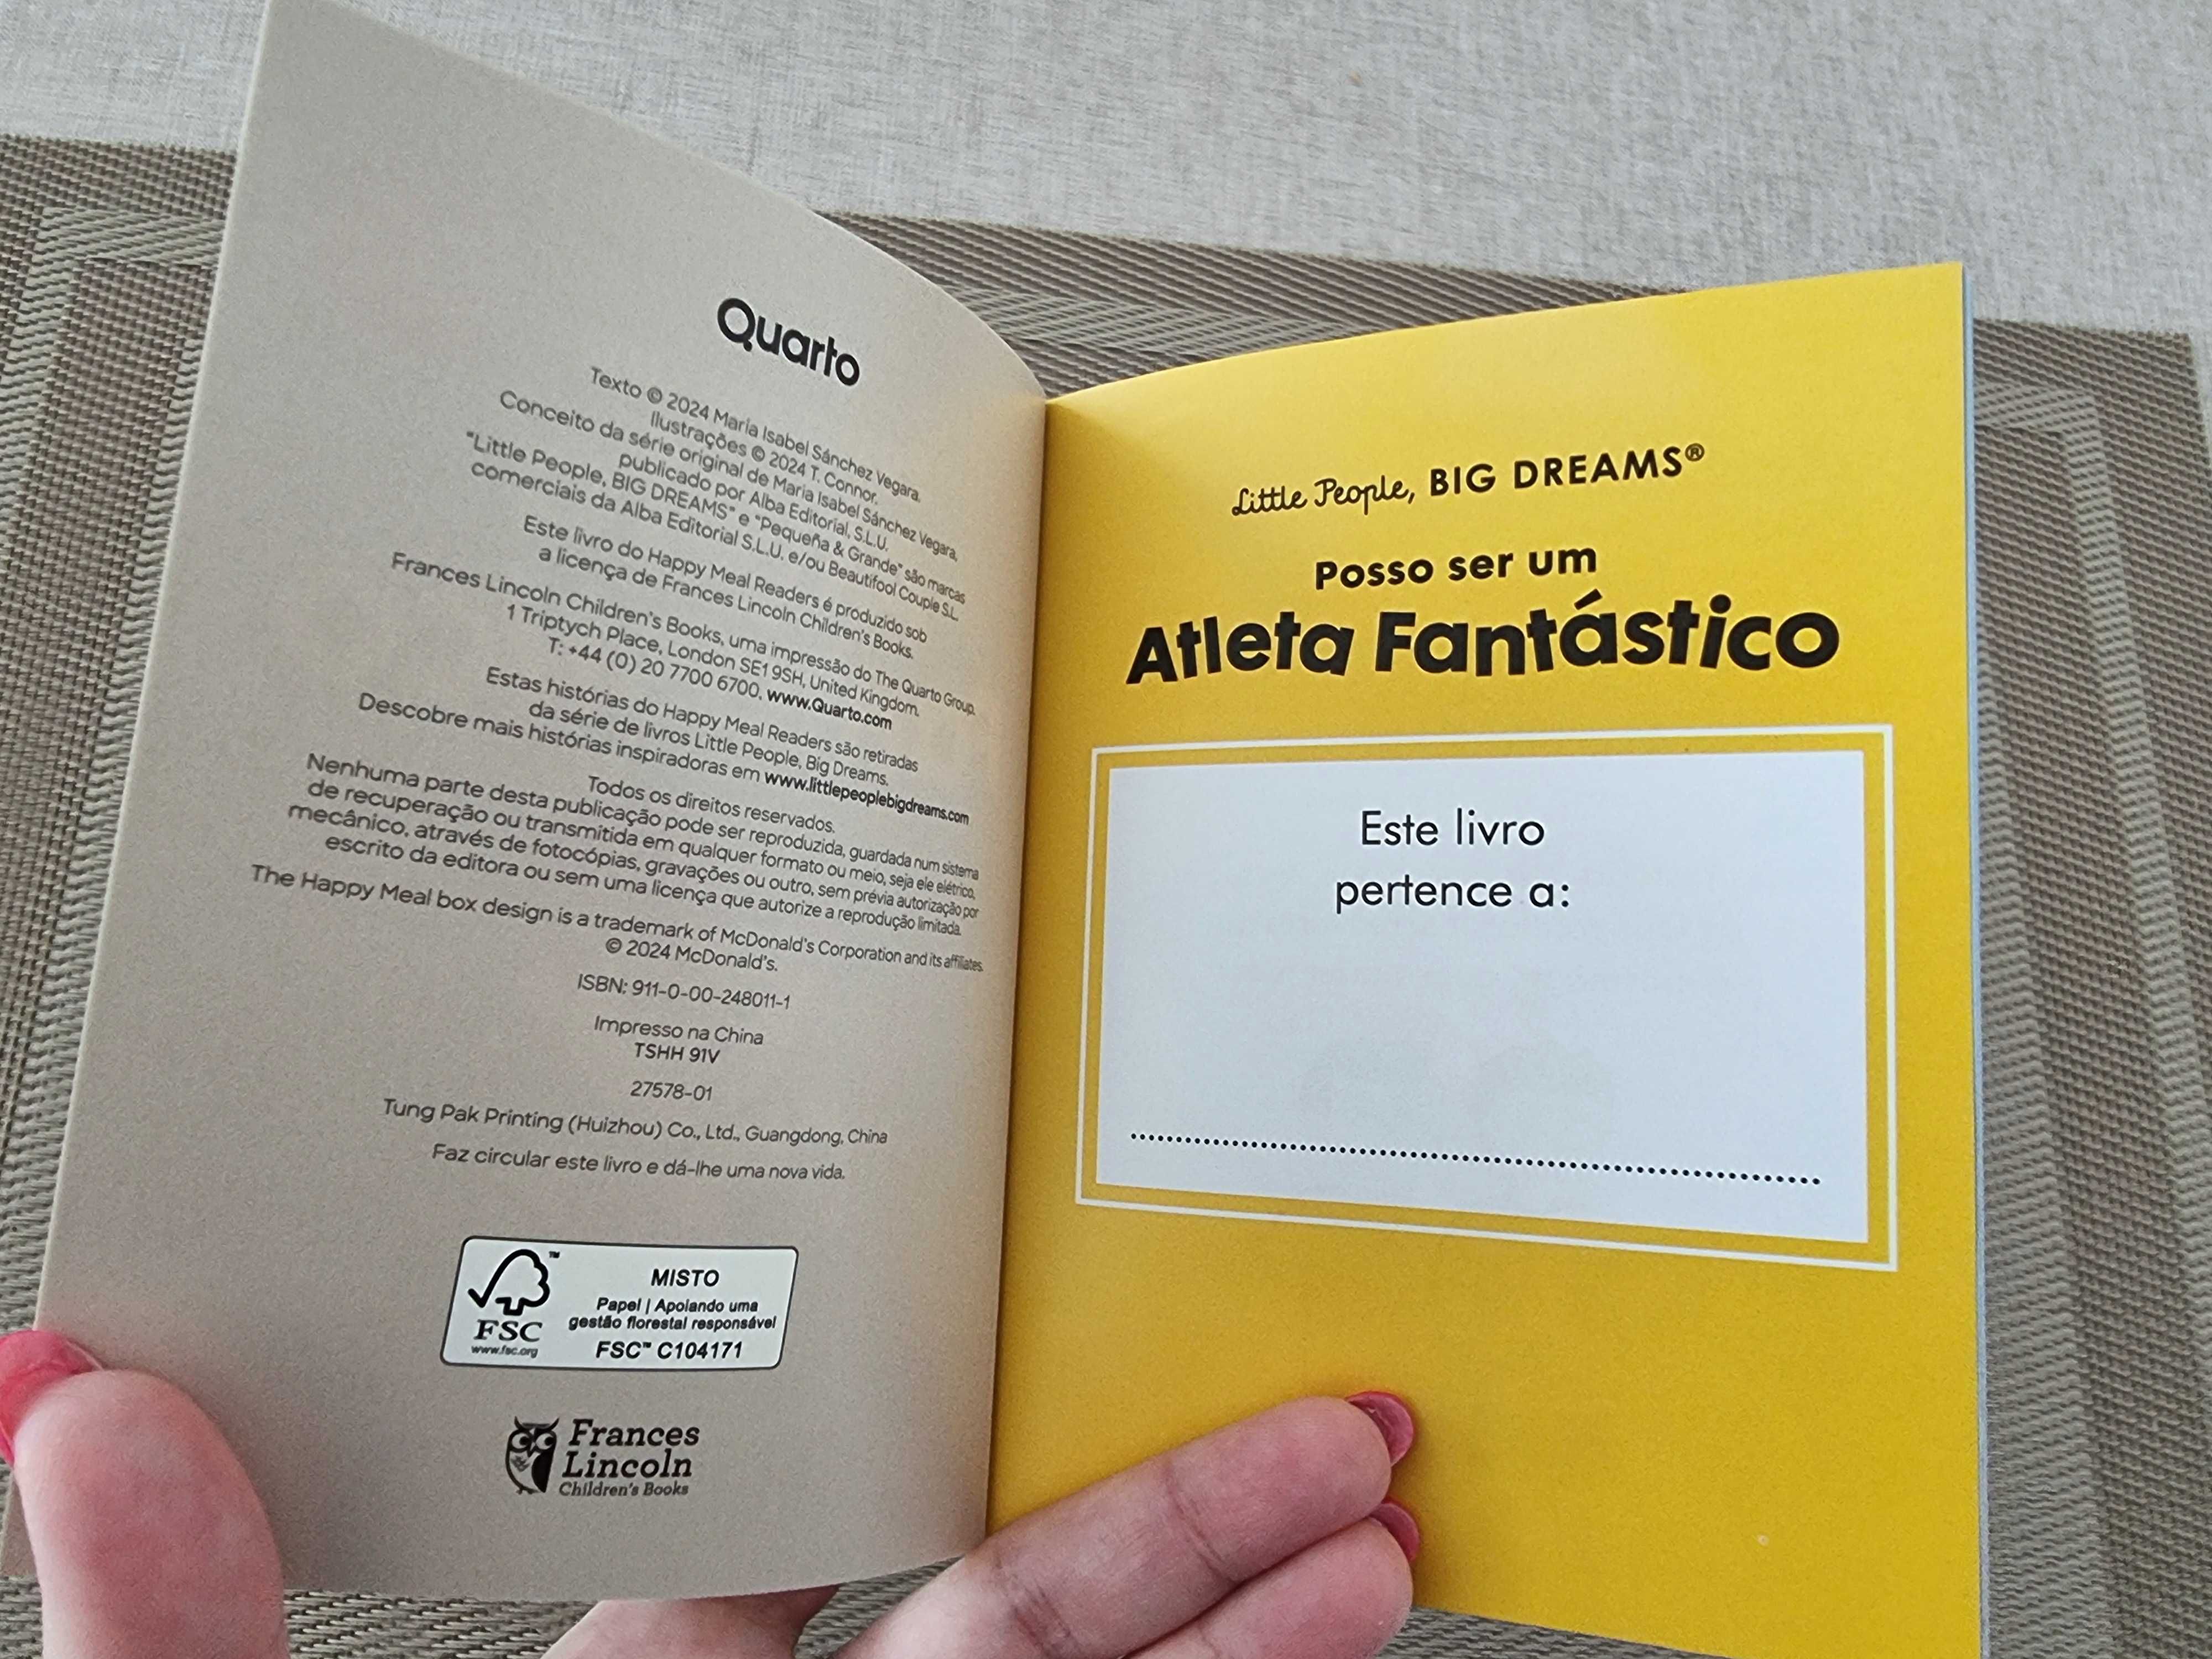 Quarto
Texto © 2024 Maria Isabel Sánchez Vegara.
Ilustrações © 2024 T. Connor.
Conceito da série original de Maria Isabel Sánchez Vegara,
publicado por Alba Editorial, S.L.U.
"Little People, BIG DREAMS" e "Pequeña & Grande" são marcas
comerciais da Alba Editorial S.L.U. e/ou Beautifool Couple S.L.
Este livro do Happy Meal Readers é produzido sob
a licença de Frances Lincoln Children's Books.
Frances Lincoln Children's Books, uma impressão do The Quarto Group.
1 Triptych Place, London SE1 9SH, United Kingdom.
T: +44 (0) 20 7700 6700. www.Quarto.com
Estas histórias do Happy Meal Readers são retiradas
da série de livros Little People, Big Dreams.
Descobre mais histórias inspiradoras em www.littlepeoplebigdreams.com
Todos os direitos reservados.
Nenhuma parte desta publicação pode ser reproduzida, guardada num sistema
de recuperação ou transmitida em qualquer formato ou meio, seja ele elétrico,
mecânico, através de fotocópias, gravações ou outro, sem prévia autorização por
escrito da editora ou sem uma licença que autorize a reprodução limitada.
The Happy Meal box design is a trademark of McDonald's Corporation and its affiliates.
© 2024 McDonald's.
ISBN: 911-0-00-248011-1
Impresso na China
TSHH 91V
27578-01
Tung Pak Printing (Huizhou) Co., Ltd., Guangdong, China
Faz circular este livro e dá-lhe uma nova vida.
FSC
www.fsc.org
MISTO
Papel | Apoiando uma
gestão florestal responsável
FSC™ C104171
Frances
Lincoln
Children's Books
Little People, BIG DREAMS®
Posso ser um
Atleta Fantástico
Este livro
pertence a: